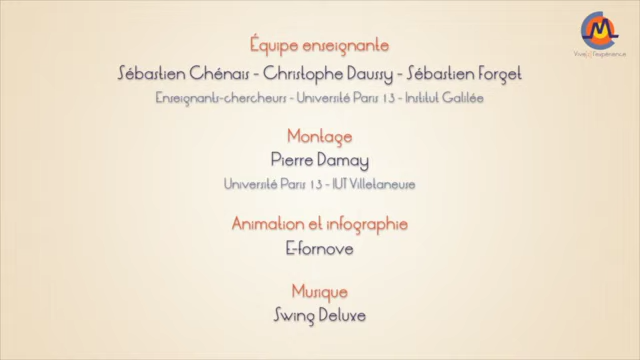 Équipe enseignante
Sébastien Chénais - Christophe Daussy - Sébastien Forget
Enseignants-chercheurs - Université Paris 13 - Institut Galilée
Montage
Pierre Damay
Université Paris 13 - IUT Villetaneuse
Animation et infographie
E-fornove
Musique
Swing Deluxe